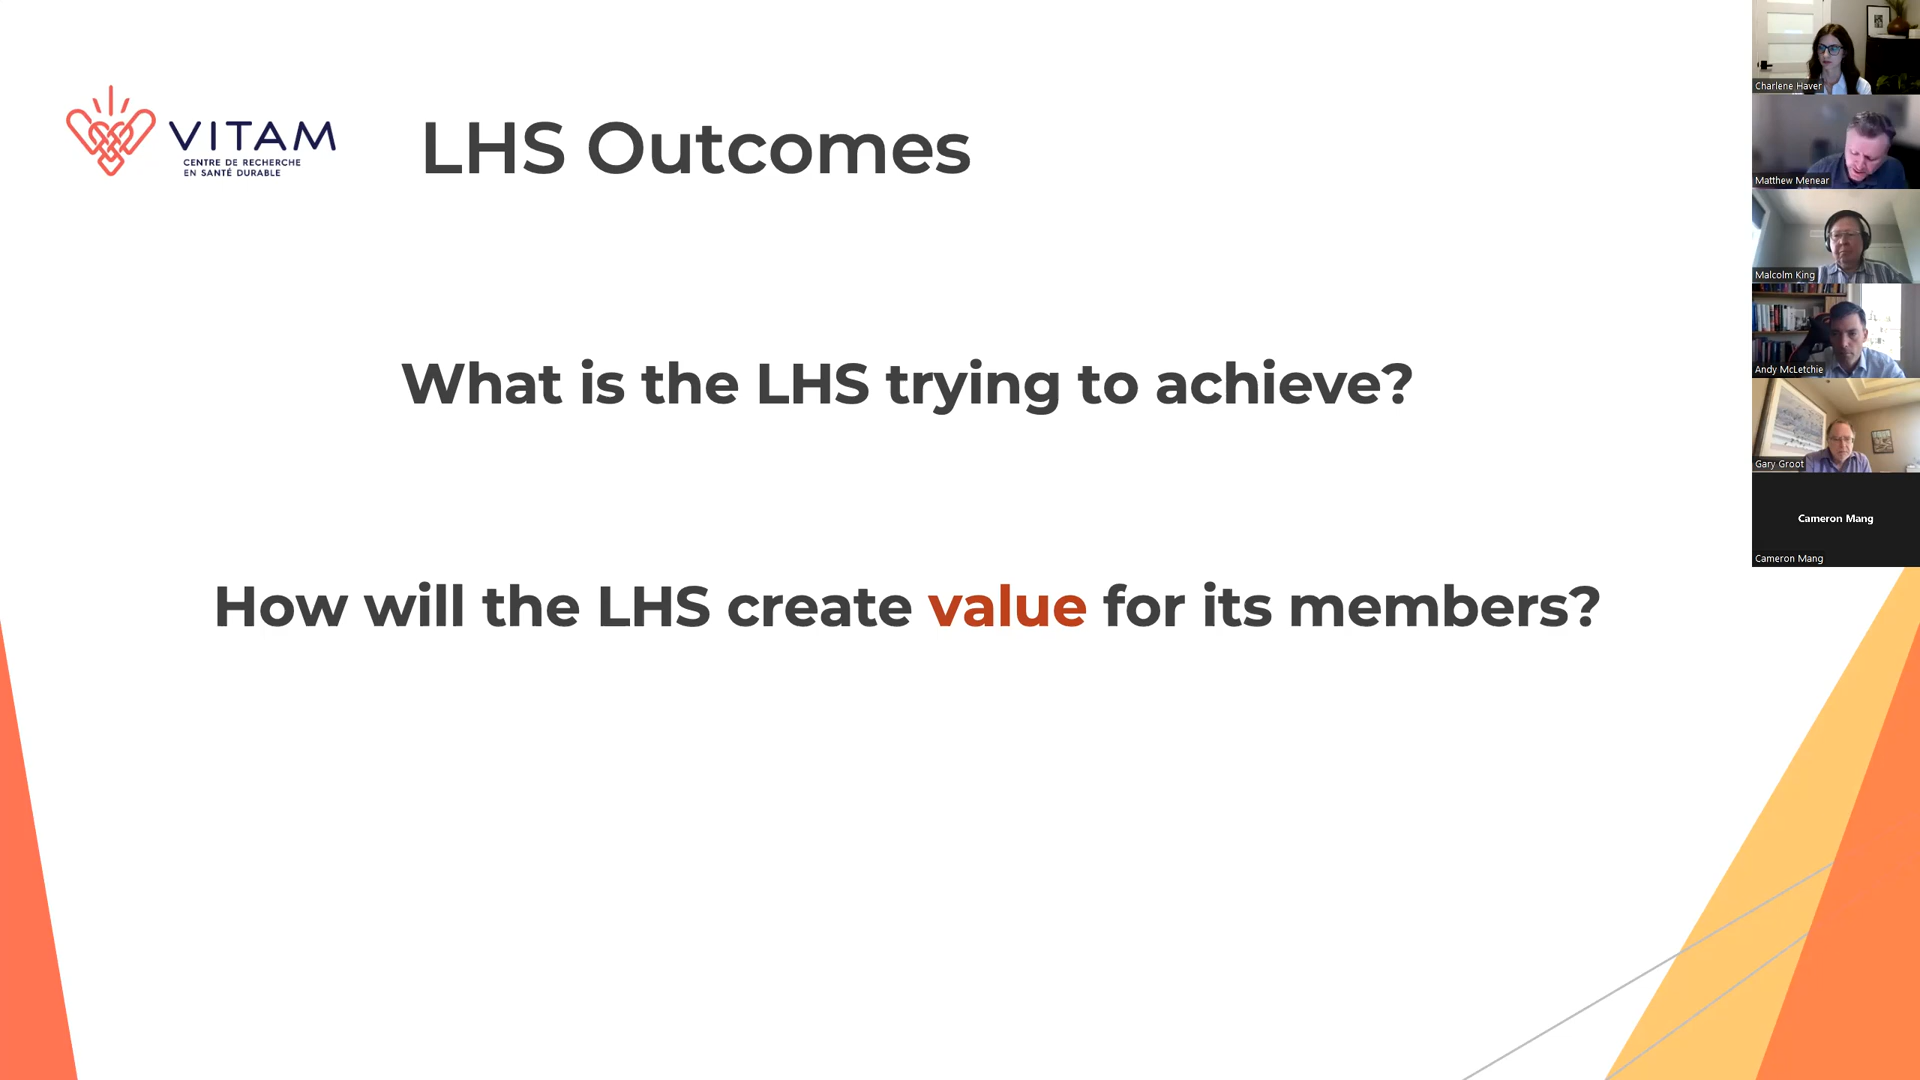 VITAM
CENTRE DE RECHERCHE
EN SANTÉ DURABLE
LHS Outcomes
What is the LHS trying to achieve?
How will the LHS create value for its members?
Charlene Haver
Matthew Menear
Malcolm King
Andy McLetchie
Gary Groot
Cameron Mang
Cameron Mang